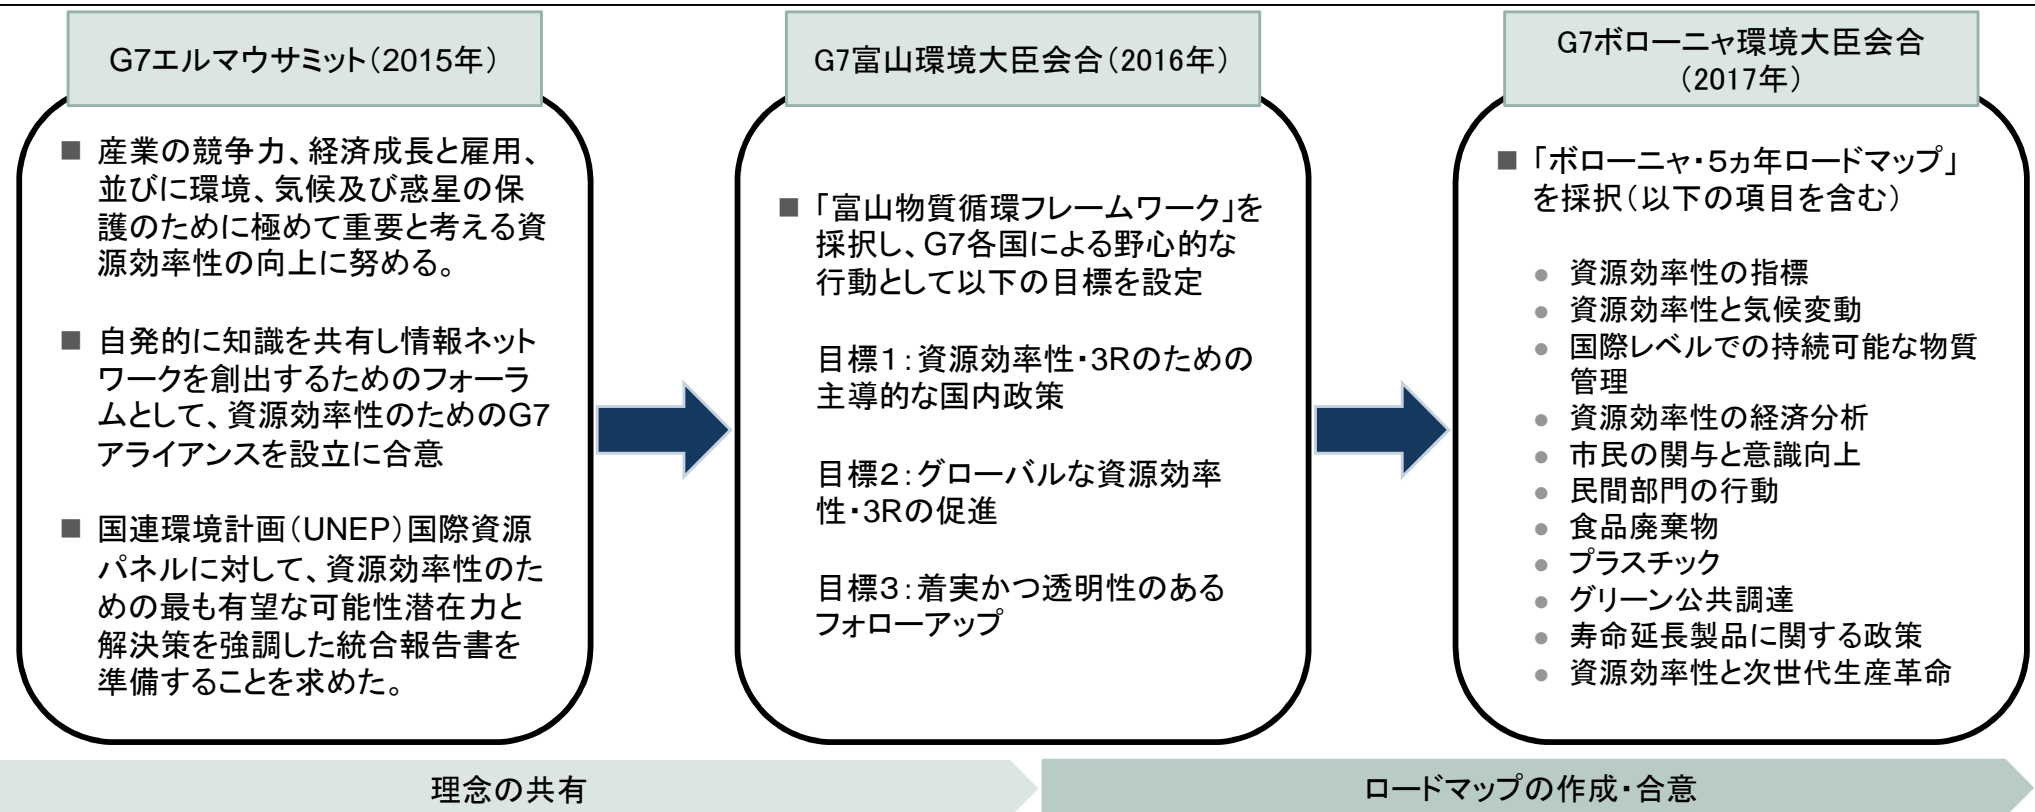 G7エルマウサミット（2015年）
■ 産業の競争力、経済成長と雇用、
並びに環境、気候及び惑星の保
護のために極めて重要と考える資
源効率性の向上に努める。
■ 自発的に知識を共有し情報ネット
ワークを創出するためのフォーラ
ムとして、資源効率性のためのG7
アライアンスを設立に合意
■ 国連環境計画（UNEP）国際資源
パネルに対して、資源効率性のた
めの最も有望な可能性潜在力と
解決策を強調した統合報告書を
準備することを求めた。
G7富山環境大臣会合（2016年）
■ 「富山物質循環フレームワーク」を
採択し、G7各国による野心的な
行動として以下の目標を設定
目標１：資源効率性・3Rのための
主導的な国内政策
目標２：グローバルな資源効率
性・3Rの促進
目標３：着実かつ透明性のある
フォローアップ
G7ボローニャ環境大臣会合
（2017年）
■ 「ボローニャ・５ヵ年ロードマップ」
を採択（以下の項目を含む）
● 資源効率性の指標
● 資源効率性と気候変動
● 国際レベルでの持続可能な物質
管理
● 資源効率性の経済分析
● 市民の関与と意識向上
● 民間部門の行動
● 食品廃棄物
● プラスチック
● グリーン公共調達
● 寿命延長製品に関する政策
● 資源効率性と次世代生産革命
理念の共有
ロードマップの作成・合意